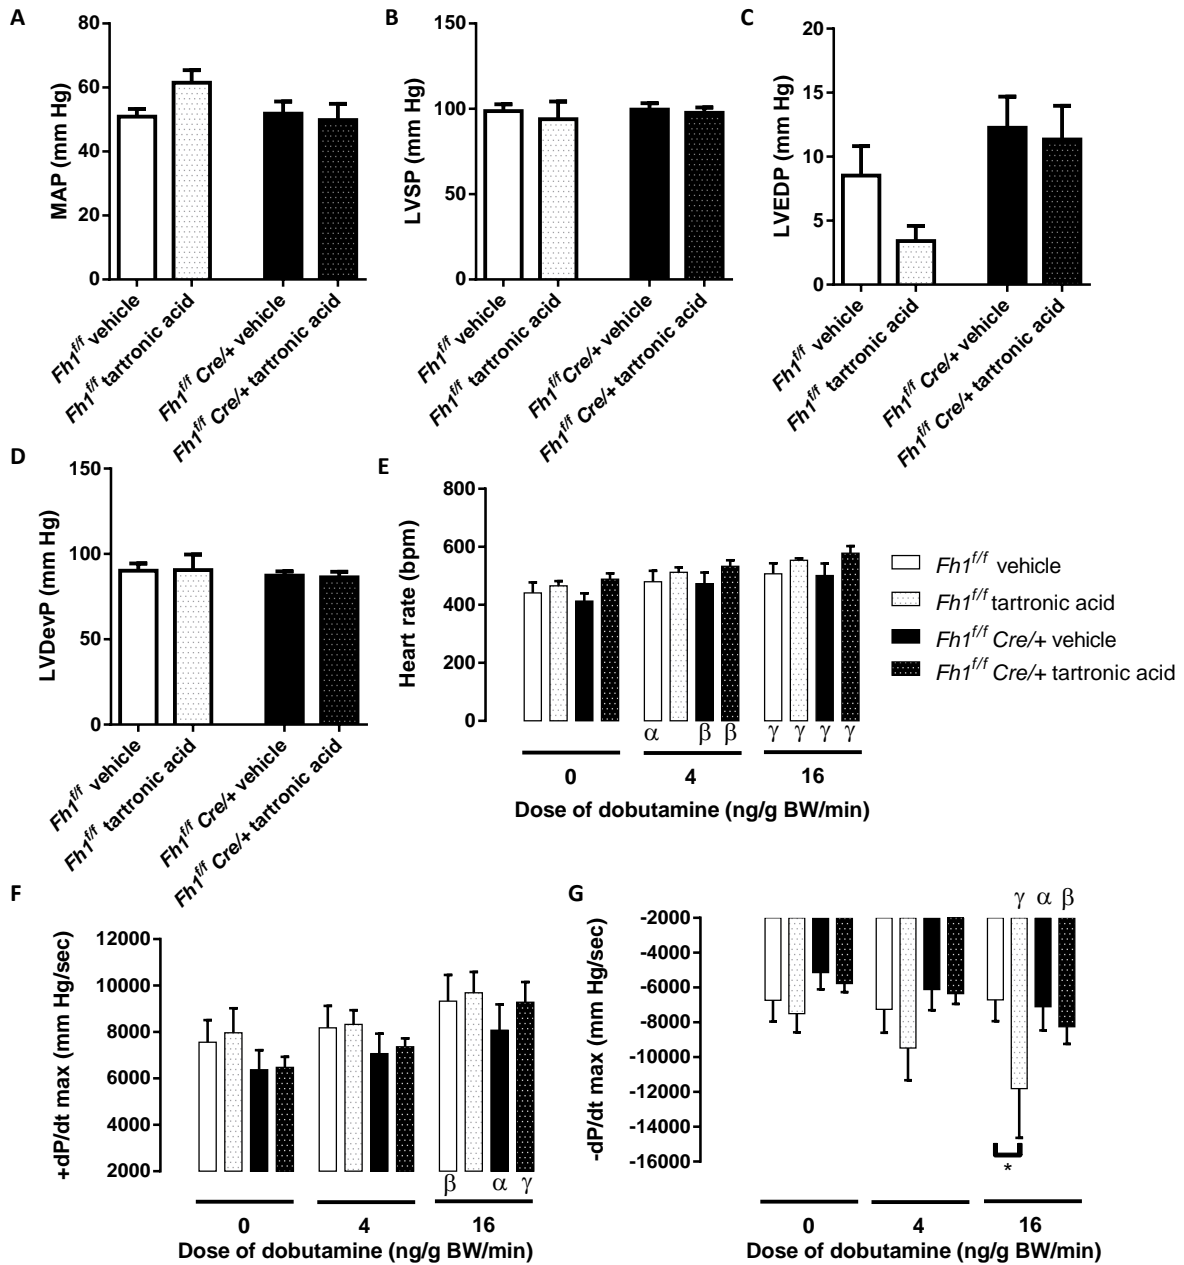 A
MAP (mm Hg)
80
60
40
20
0
Fh1f/f vehicle
Fh1f/f tartronic acid
Fh1f/f Cre/+ vehicle
Fh1f/f Cre/+ tartronic acid
B
LVSP (mm Hg)
150
100
50
0
Fh1f/f vehicle
Fh1f/f tartronic acid
Fh1f/f Cre/+ vehicle
Fh1f/f Cre/+ tartronic acid
C
LVEDP (mm Hg)
20
15
10
5
0
Fh1f/f vehicle
Fh1f/f tartronic acid
Fh1f/f Cre/+ vehicle
Fh1f/f Cre/+ tartronic acid
D
LVDevP (mm Hg)
150
100
50
0
Fh1f/f vehicle
Fh1f/f tartronic acid
Fh1f/f Cre/+ vehicle
Fh1f/f Cre/+ tartronic acid
E
Heart rate (bpm)
800
600
400
200
0
α β β γ γ γ γ
0 4 16
Dose of dobutamine (ng/g BW/min)
Fh1f/f vehicle
Fh1f/f tartronic acid
Fh1f/f Cre/+ vehicle
Fh1f/f Cre/+ tartronic acid
F
+dP/dt max (mm Hg/sec)
12000
10000
8000
6000
4000
2000
β α γ
0 4 16
Dose of dobutamine (ng/g BW/min)
G
-dP/dt max (mm Hg/sec)
γ α β
-2000
-4000
-6000
-8000
-10000
-12000
-14000
-16000
*
0 4 16
Dose of dobutamine (ng/g BW/min)